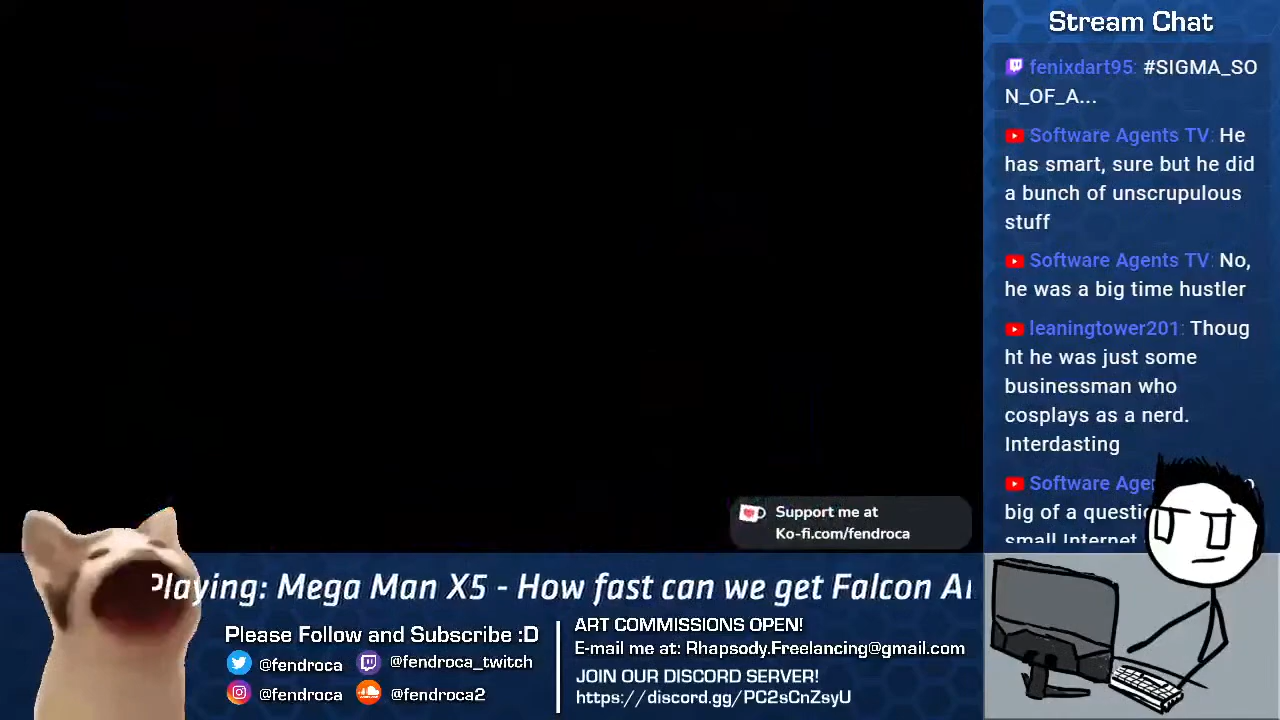 Stream Chat
fenixdart95: #SIGMA_SO
N_OF_A...
Software Agents TV: He
has smart, sure but he did
a bunch of unscrupulous
stuff
Software Agents TV: No,
he was a big time hustler
leaningtower201: Thoug
ht he was just some
businessman who
cosplays as a nerd.
Interdasting
Software Age
big of a questio
small Internet
Support me at
Ko-fi.com/fendroca
Playing: Mega Man X5 - How fast can we get Falcon A
Please Follow and Subscribe :D
@fendroca
@fendroca_twitch
@fendroca
@fendroca2
ART COMMISSIONS OPEN!
E-mail me at: Rhapsody.Freelancing@gmail.com
JOIN OUR DISCORD SERVER!
https://discord.gg/PC2sCnZsyU